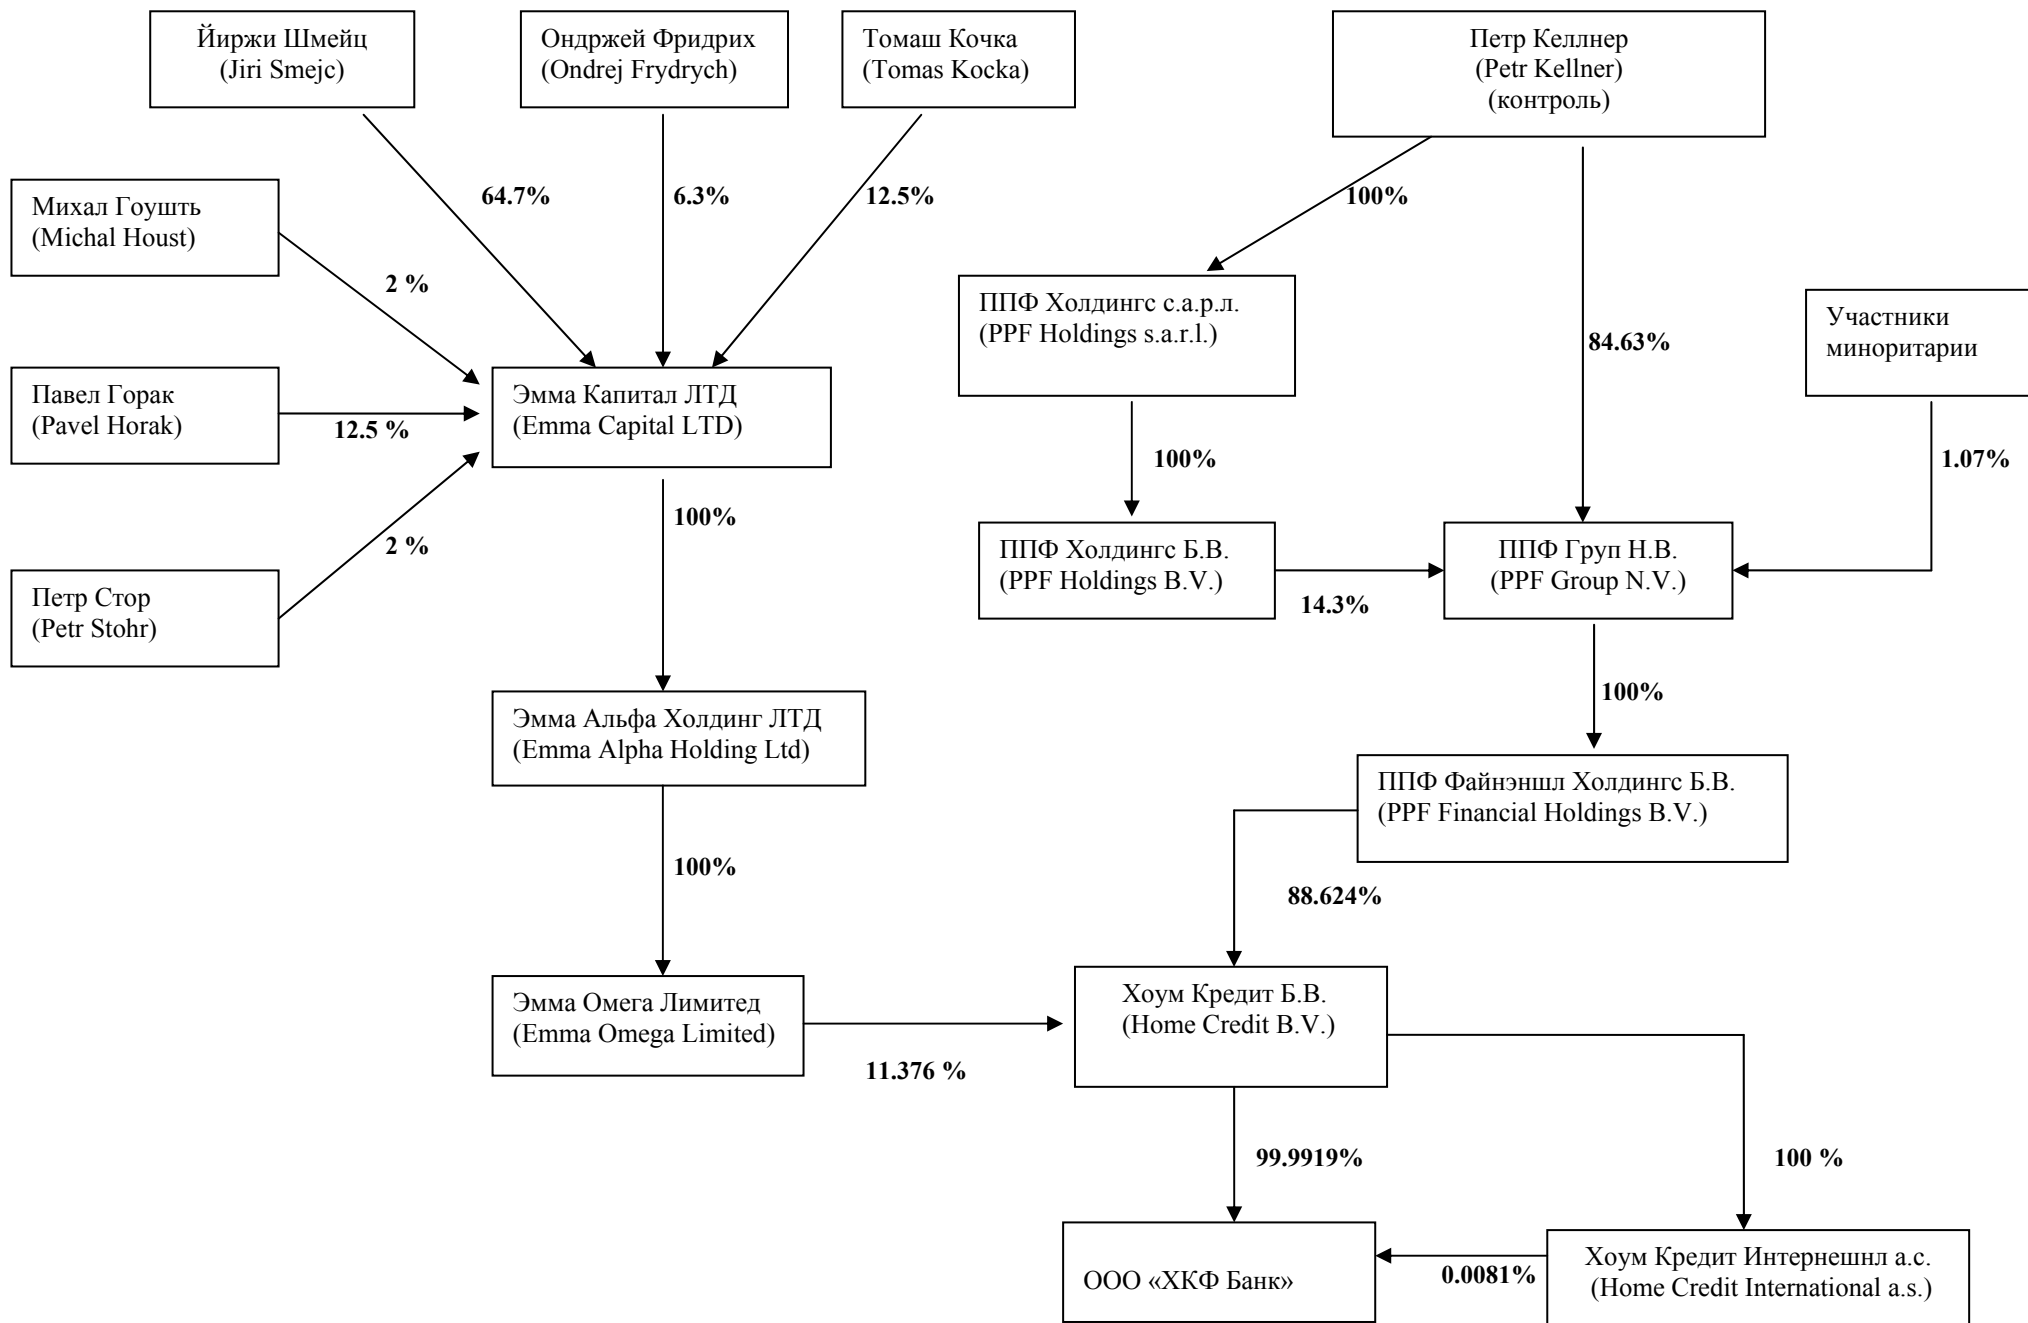 Йиржи Шмейц
(Jiri Smejc)
Ондржей Фридрих
(Ondrej Frydrych)
Томаш Кочка
(Tomas Kocka)
Петр Келлнер
(Petr Kellner)
(контроль)
64.7%
6.3%
12.5%
100%
Михал Гоушть
(Michal Houst)
2 %
ППФ Холдингс с.а.р.л.
(PPF Holdings s.a.r.l.)
84.63%
Участники
миноритарии
Павел Горак
(Pavel Horak)
12.5 %
Эмма Капитал ЛТД
(Emma Capital LTD)
100%
1.07%
100%
2 %
ППФ Холдингс Б.В.
(PPF Holdings B.V.)
14.3%
ППФ Груп Н.В.
(PPF Group N.V.)
Петр Стор
(Petr Stohr)
100%
Эмма Альфа Холдинг ЛТД
(Emma Alpha Holding Ltd)
ППФ Файнэншл Холдингс Б.В.
(PPF Financial Holdings B.V.)
100%
88.624%
Эмма Омега Лимитед
(Emma Omega Limited)
11.376 %
Хоум Кредит Б.В.
(Home Credit B.V.)
99.9919%
100 %
ООО «ХКФ Банк»
0.0081%
Хоум Кредит Интернешнл а.с.
(Home Credit International a.s.)